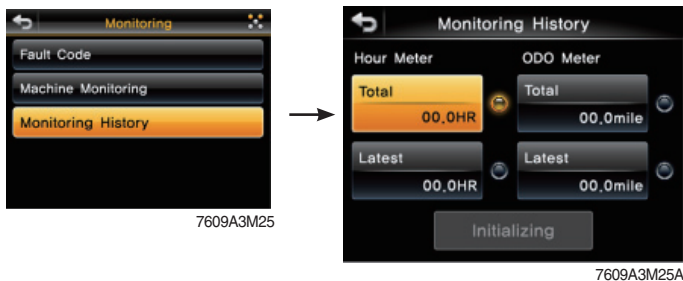 Monitoring
Fault Code
Machine Monitoring
Monitoring History
7609A3M25
Monitoring History
Hour Meter
ODO Meter
Total
00.0HR
Total
00.0mile
Latest
00.0HR
Latest
00.0mile
Initializing
7609A3M25A